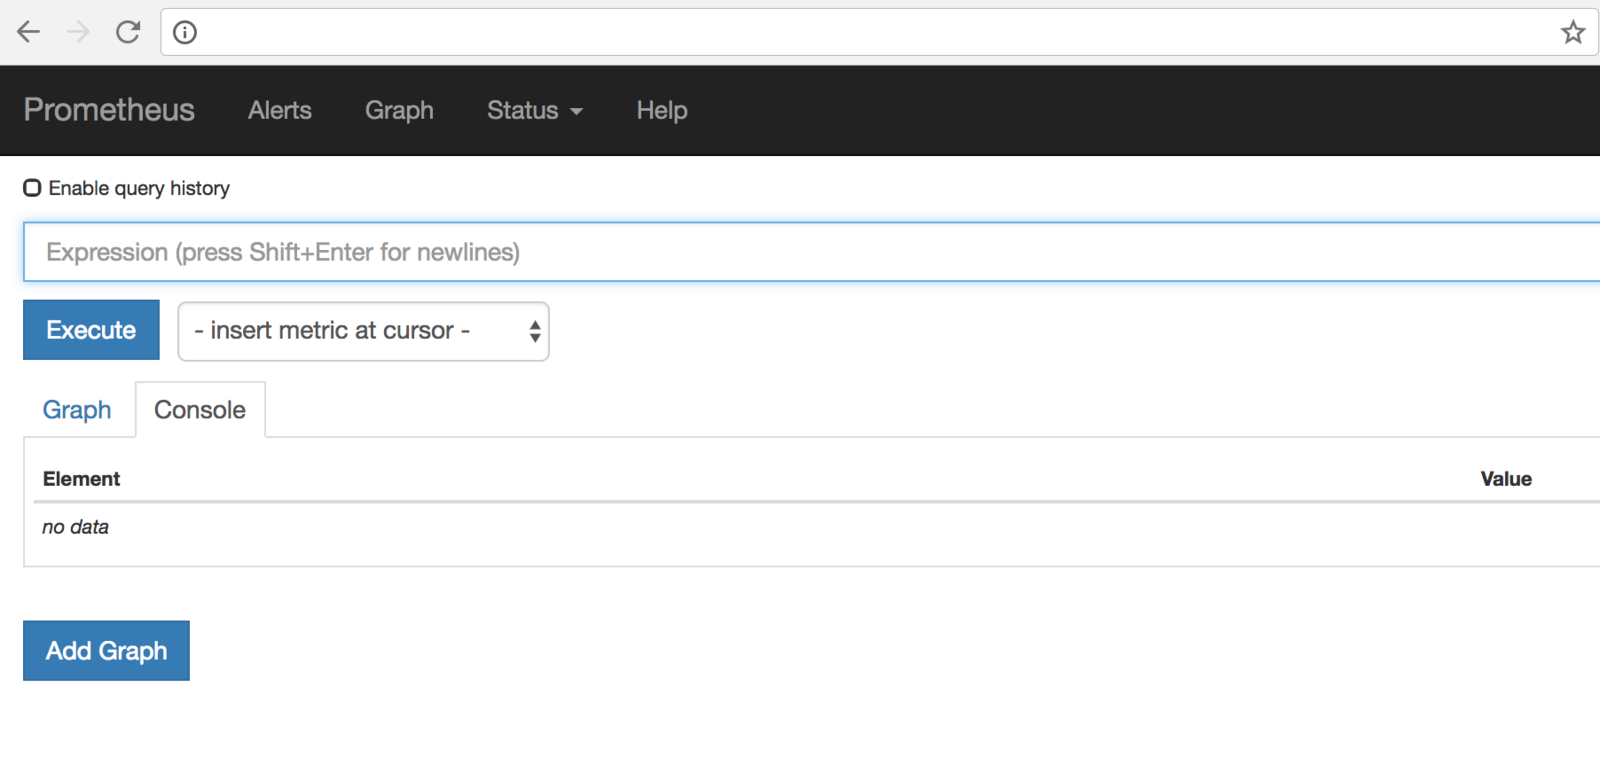 Prometheus Alerts Graph Status Help
Enable query history
Expression (press Shift+Enter for newlines)
Execute - insert metric at cursor -
Graph Console
Element Value
no data
Add Graph